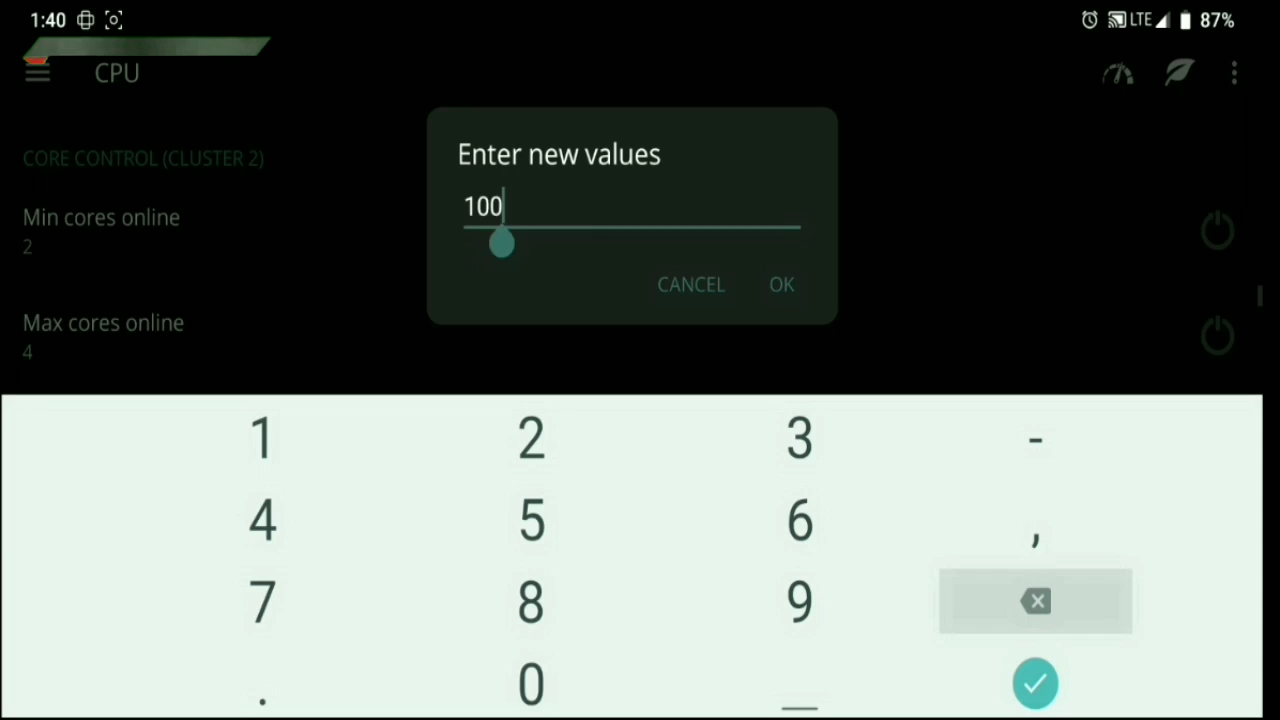 1:40 LTE 87%
CPU
CORE CONTROL (CLUSTER 2)
Min cores online
2
Max cores online
4
Enter new values
100
CANCEL OK
1 2 3 -
4 5 6 ,
7 8 9
. 0 _